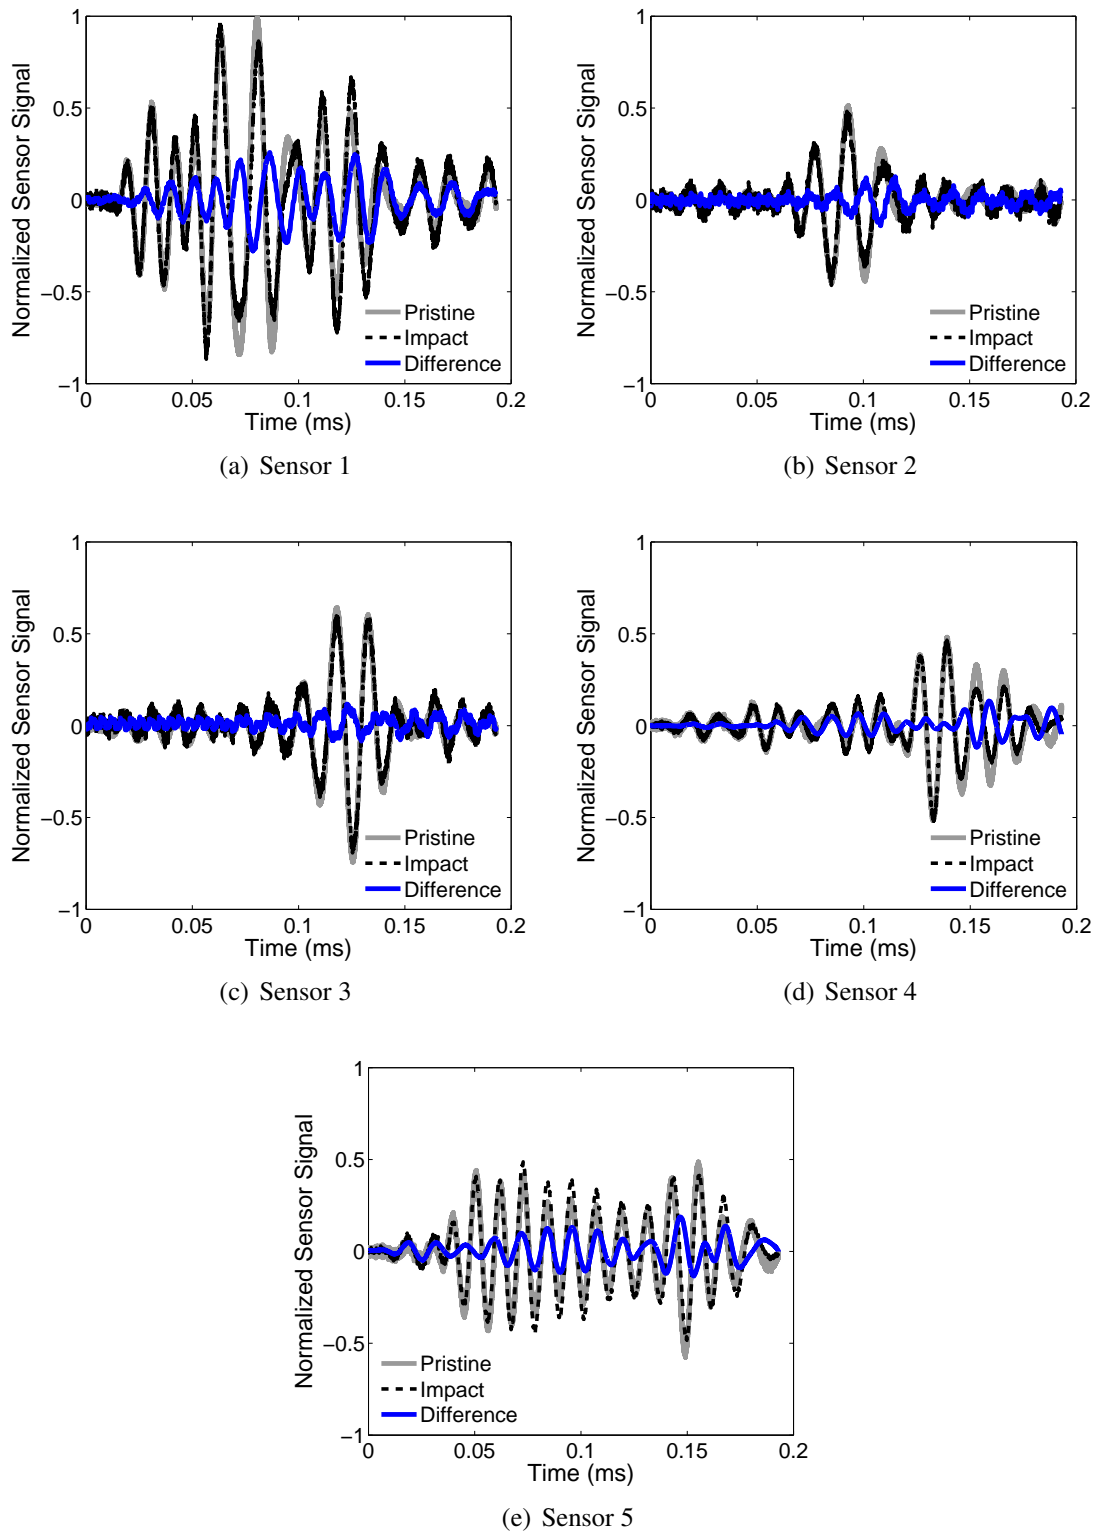 1
0.5
0
−0.5
−1
Normalized Sensor Signal
Pristine
Impact
Difference
0 0.05 0.1 0.15 0.2
Time (ms)
(a) Sensor 1
1
0.5
0
−0.5
−1
Normalized Sensor Signal
Pristine
Impact
Difference
0 0.05 0.1 0.15 0.2
Time (ms)
(b) Sensor 2
1
0.5
0
−0.5
−1
Normalized Sensor Signal
Pristine
Impact
Difference
0 0.05 0.1 0.15 0.2
Time (ms)
(c) Sensor 3
1
0.5
0
−0.5
−1
Normalized Sensor Signal
Pristine
Impact
Difference
0 0.05 0.1 0.15 0.2
Time (ms)
(d) Sensor 4
1
0.5
0
−0.5
−1
Normalized Sensor Signal
Pristine
Impact
Difference
0 0.05 0.1 0.15 0.2
Time (ms)
(e) Sensor 5